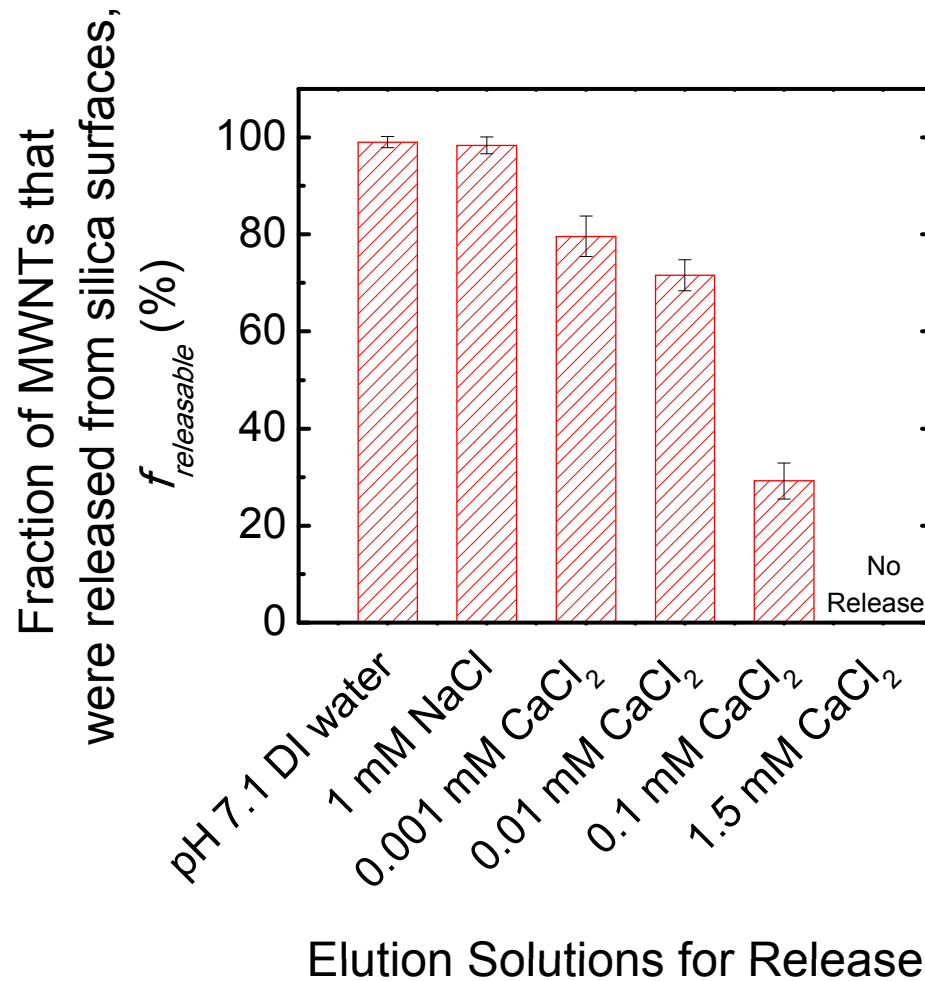 Fraction of MWNTs that
were released from silica surfaces,
f releasable (%)
100
80
60
40
20
0
No
Release
pH 7.1 DI water
1 mM NaCl
0.001 mM CaCl₂
0.01 mM CaCl₂
0.1 mM CaCl₂
1.5 mM CaCl₂
Elution Solutions for Release